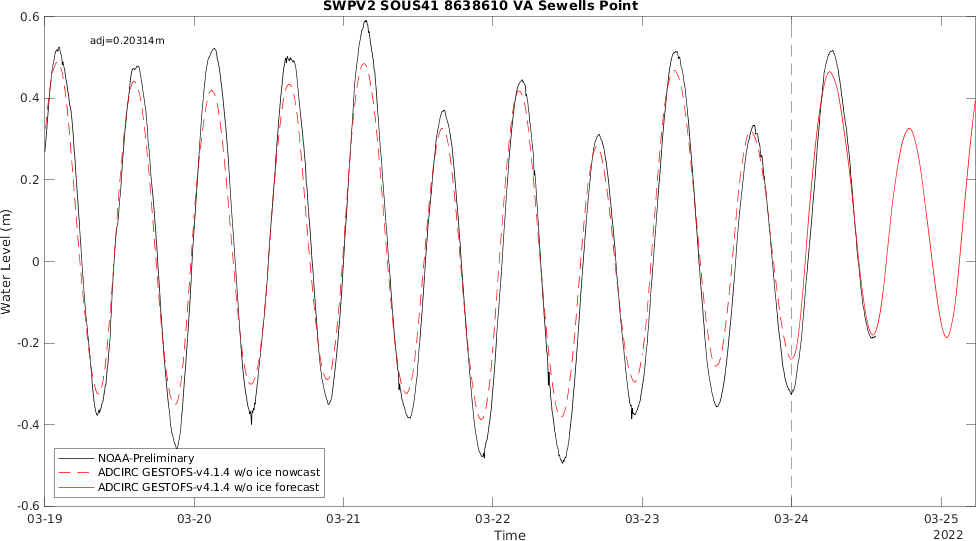 SWPV2 SOUS41 8638610 VA Sewells Point
adj=0.20314m
0.6
0.4
0.2
0
-0.2
-0.4
-0.6
Water Level (m)
NOAA-Preliminary
ADCIRC GESTOFS-v4.1.4 w/o ice nowcast
ADCIRC GESTOFS-v4.1.4 w/o ice forecast
03-19 03-20 03-21 03-22 03-23 03-24 03-25
Time
2022